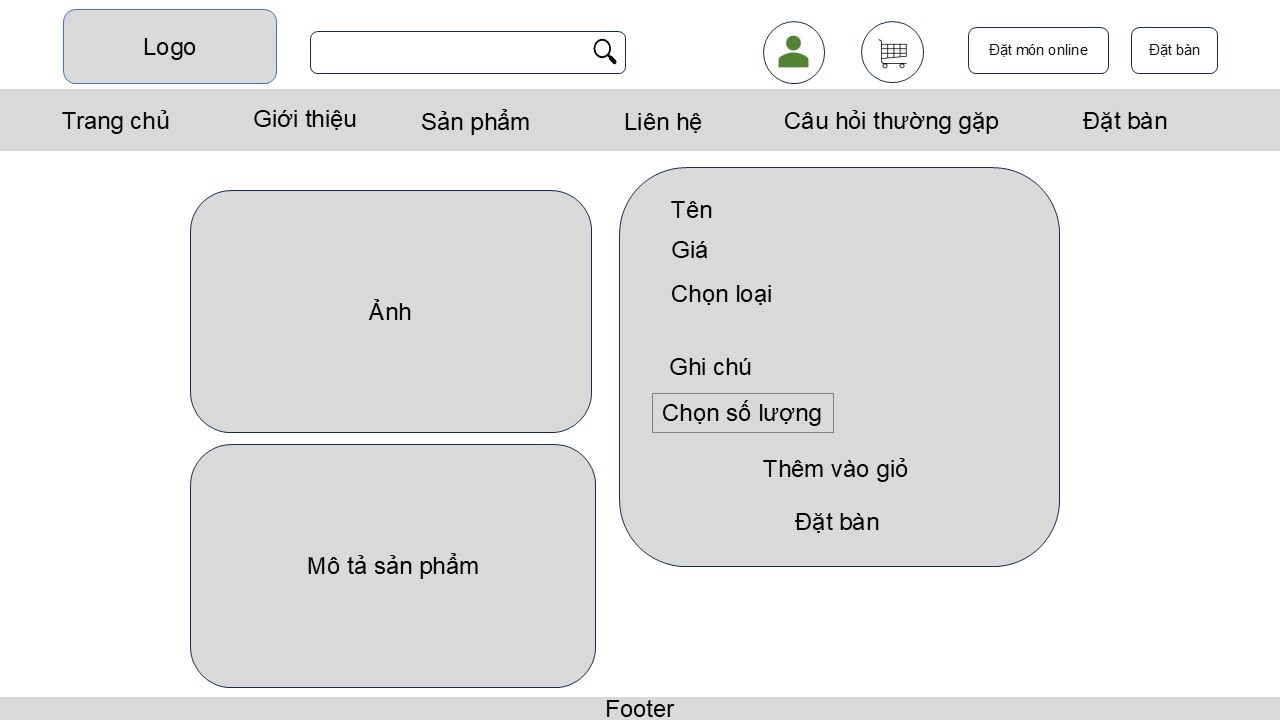 Logo
Đặt món online
Đặt bàn
Trang chủ
Giới thiệu
Sản phẩm
Liên hệ
Câu hỏi thường gặp
Đặt bàn
Ảnh
Mô tả sản phẩm
Tên
Giá
Chọn loại
Ghi chú
Chọn số lượng
Thêm vào giỏ
Đặt bàn
Footer